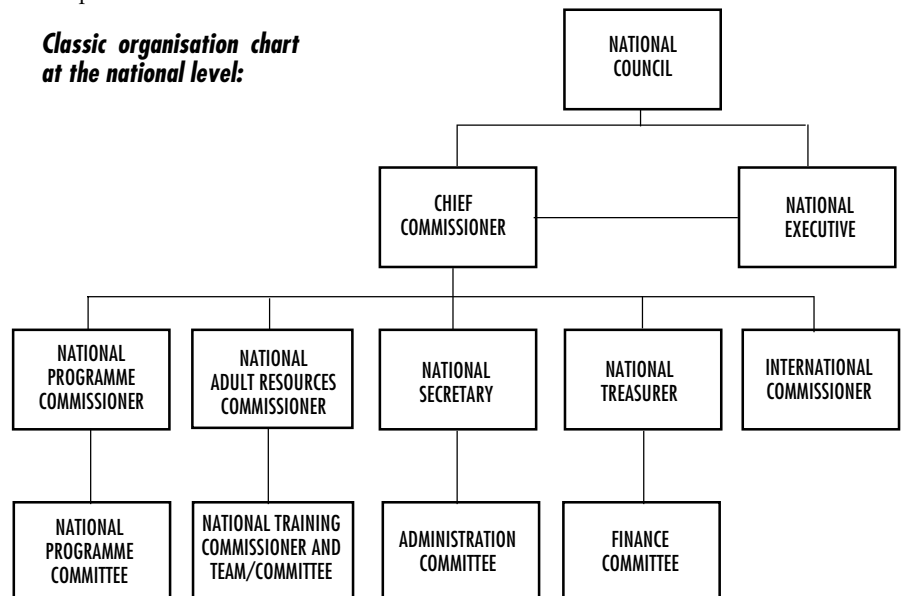 Classic organisation chart
at the national level:
NATIONAL
COUNCIL
CHIEF
COMMISSIONER
NATIONAL
EXECUTIVE
NATIONAL
PROGRAMME
COMMISSIONER
NATIONAL
ADULT RESOURCES
COMMISSIONER
NATIONAL
SECRETARY
NATIONAL
TREASURER
INTERNATIONAL
COMMISSIONER
NATIONAL
PROGRAMME
COMMITTEE
NATIONAL TRAINING
COMMISSIONER AND
TEAM/COMMITTEE
ADMINISTRATION
COMMITTEE
FINANCE
COMMITTEE